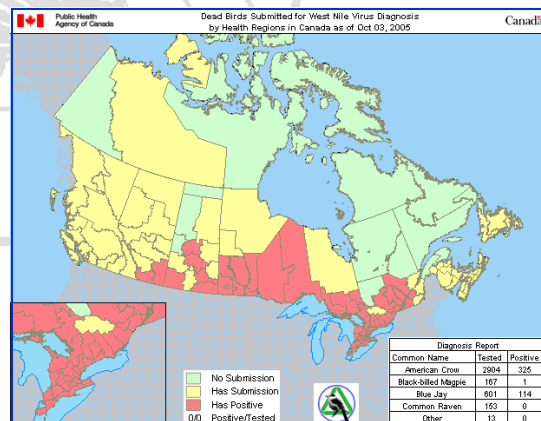 Public Health
Agency of Canada
Dead Birds Submitted for West Nile Virus Diagnosis
by Health Regions in Canada as of Oct 03, 2005
Canada
No Submission
Has Submission
Has Positive
0/0 Positive/Tested
Diagnosis Report
Common Name Tested Positive
American Crow 2904 325
Black-billed Magpie 167 1
Blue Jay 601 114
Common Raven 153 0
Other 13 0